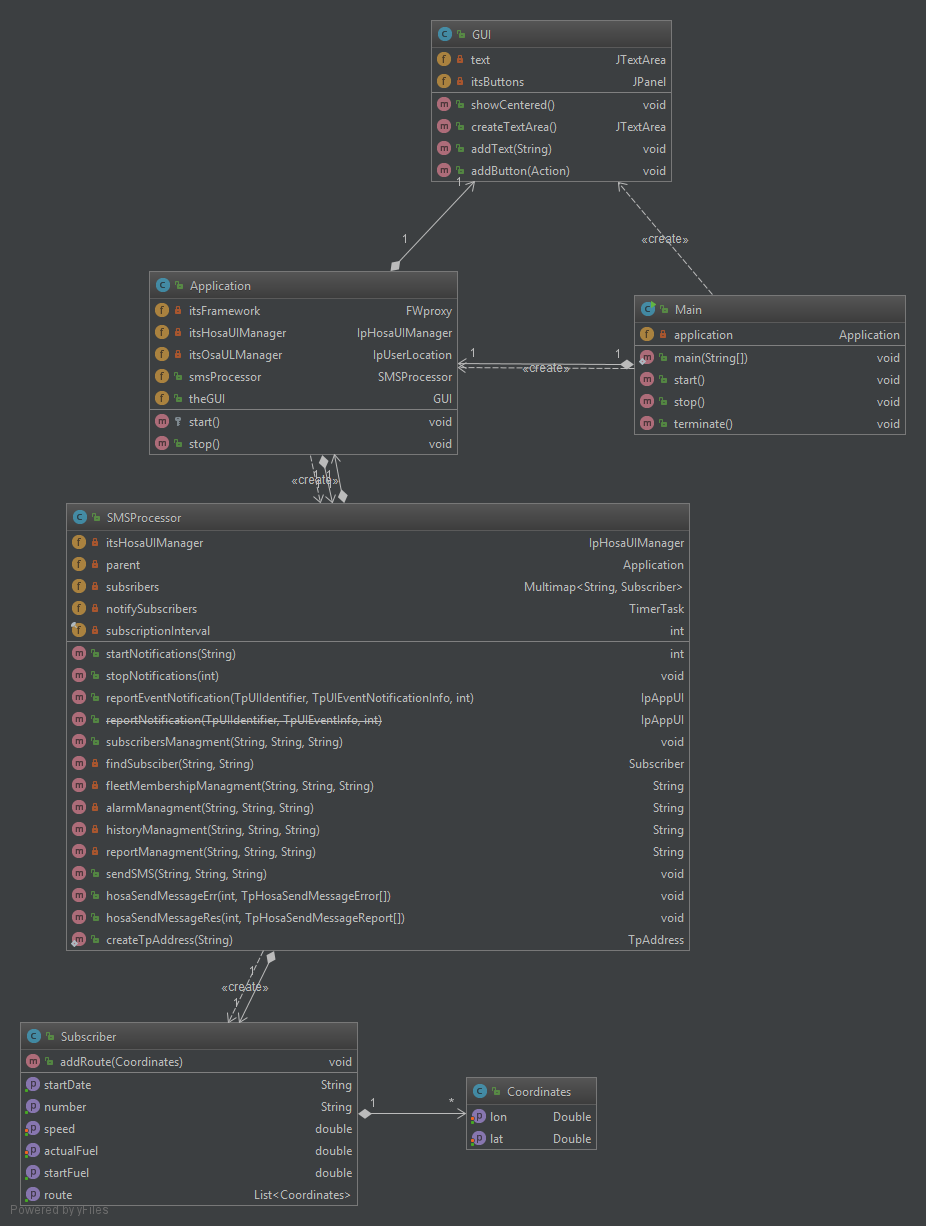 GUI
text JTextArea
itsButtons JPanel
showCentered() void
createTextArea() JTextArea
addText(String) void
addButton(Action) void
1
1
«create»
Application
itsFramework FWproxy
itsHosaUIManager IpHosaUIManager
itsOsaULManager IpUserLocation
smsProcessor SMSProcessor
theGUI GUI
start() void
stop() void
Main
application Application
main(String[]) void
start() void
stop() void
terminate() void
1 1
«create»
«create»
1 1
SMSProcessor
itsHosaUIManager IpHosaUIManager
parent Application
subsribers Multimap<String, Subscriber>
notifySubscribers TimerTask
subscriptionInterval int
startNotifications(String) int
stopNotifications(int) void
reportEventNotification(TpUIIdentifier, TpUIEventNotificationInfo, int) IpAppUI
reportNotification(TpUIIdentifier, TpUIEventInfo, int) IpAppUI
subscribersManagment(String, String, String) void
findSubsciber(String, String) Subscriber
fleetMembershipManagment(String, String, String) String
alarmManagment(String, String, String) String
historyManagment(String, String, String) String
reportManagment(String, String, String) String
sendSMS(String, String, String) void
hosaSendMessageErr(int, TpHosaSendMessageError[]) void
hosaSendMessageRes(int, TpHosaSendMessageReport[]) void
createTpAddress(String) TpAddress
1
«create»
1
Subscriber
addRoute(Coordinates) void
startDate String
number String
speed double
actualFuel double
startFuel double
route List<Coordinates>
1 *
Coordinates
lon Double
lat Double
Powered by yFiles